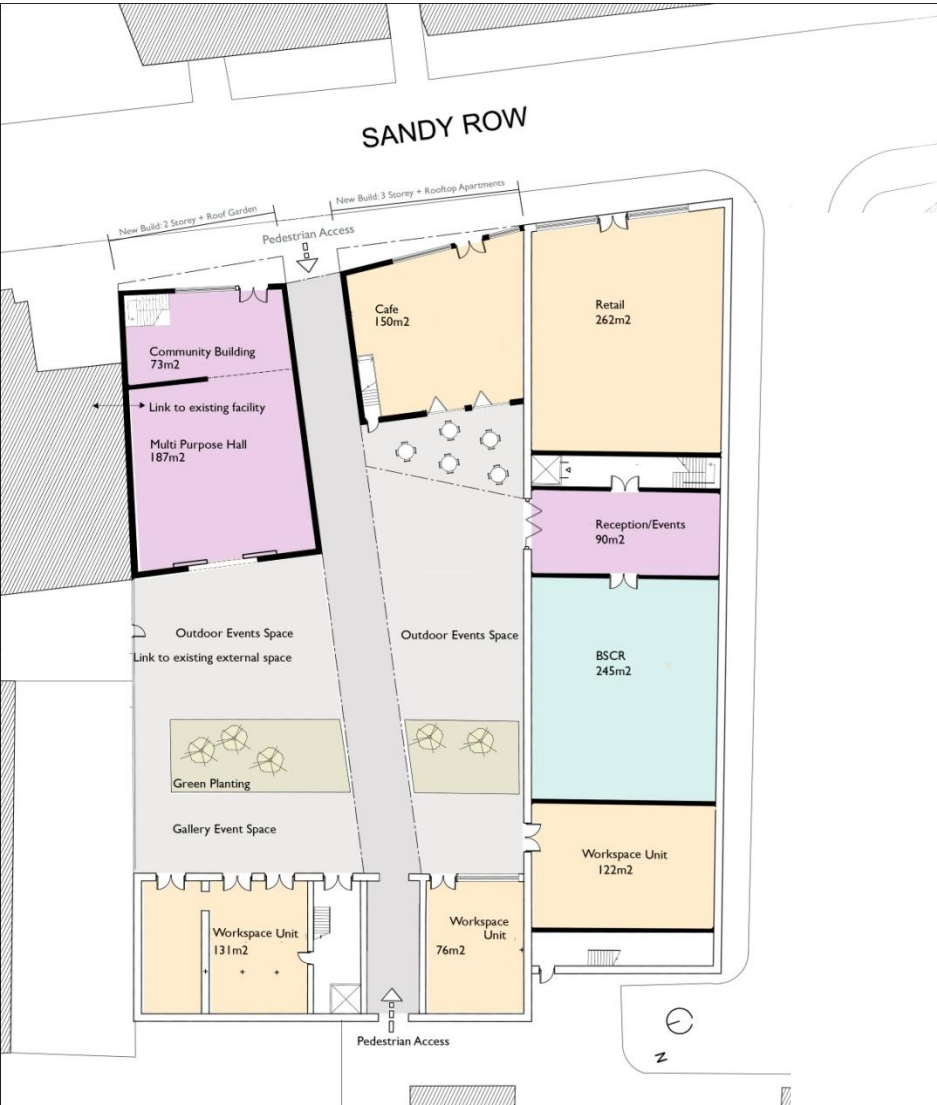 SANDY ROW
New Build: 2 Storey + Roof Garden
New Build: 3 Storey + Rooftop Apartments
Pedestrian Access
Community Building
73m2
Link to existing facility
Multi Purpose Hall
187m2
Cafe
150m2
Retail
262m2
Reception/Events
90m2
BSCR
245m2
Outdoor Events Space
Link to existing external space
Outdoor Events Space
Green Planting
Gallery Event Space
Workspace Unit
122m2
Workspace Unit
131m2
Workspace
Unit
76m2
Pedestrian Access
N